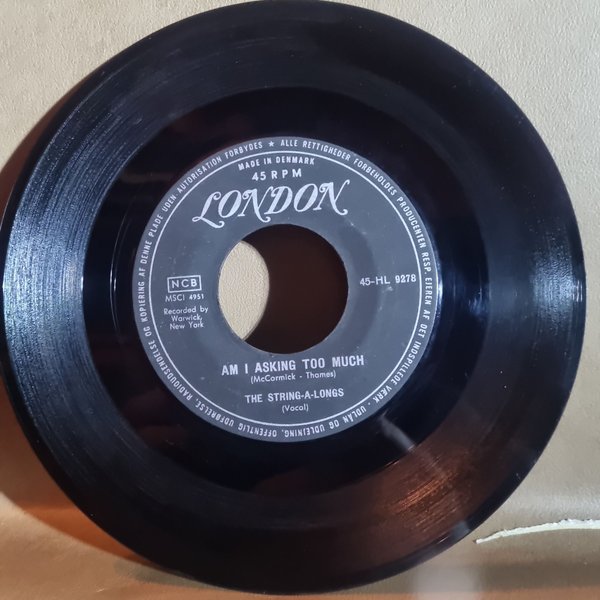 ALLE RETTIGHEDER FORBEHOLDES PRODUCENTEN RESP. EJEREN AF DET INDSPILLEDE VÆRK · UDLÅN OG UDLEJNING, OFFENTLIG UDFØRELSE, RADIOUDSENDELSE OG KOPIERING AF DENNE PLADE UDEN AUTORISATION FORBYDES ★
MADE IN DENMARK
45 RPM
LONDON
NCB
MSCI 4951
Recorded by
Warwick,
New York
45-HL 9278
AM I ASKING TOO MUCH
(McCormick - Thames)
THE STRING-A-LONGS
(Vocal)